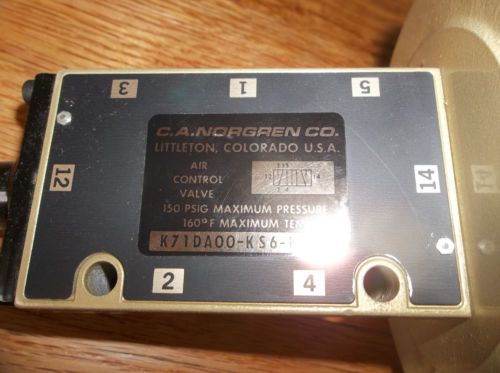 3
1
5
C.A.NORGREN CO.
LITTLETON, COLORADO U.S.A.
AIR
CONTROL
VALVE
150 PSIG MAXIMUM PRESSURE
160°F MAXIMUM
K71DA00-KS6-
12
14
2
4